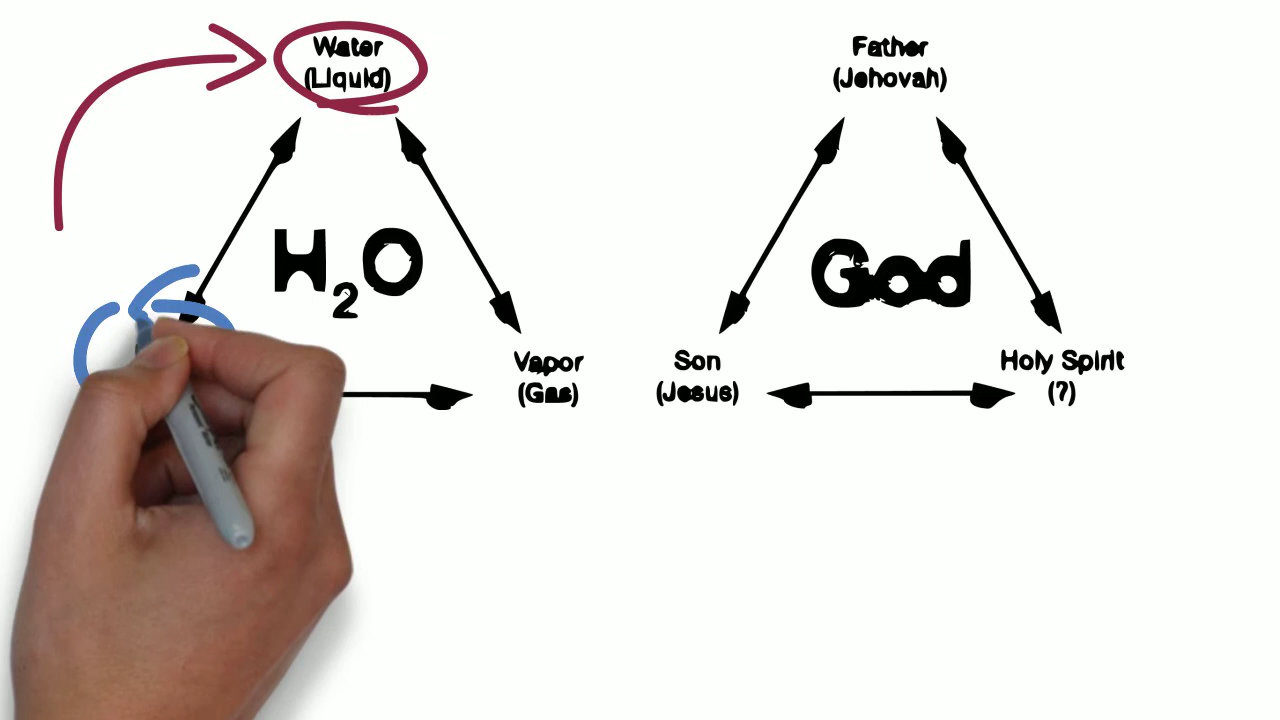 Water
(Liquid)
H2O
Vapor
(Gas)
Father
(Jehovah)
God
Son
(Jesus)
Holy Spirit
(?)